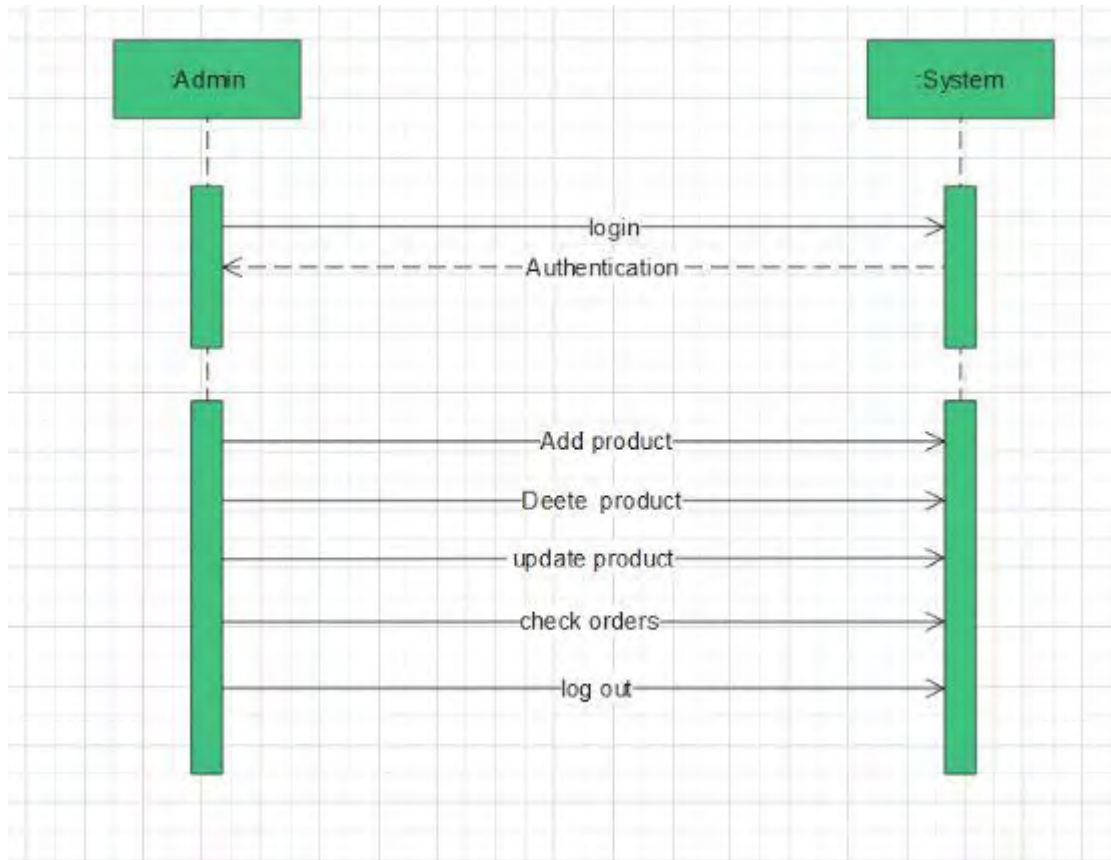 :Admin
:System
login
Authentication
Add product
Deete product
update product
check orders
log out